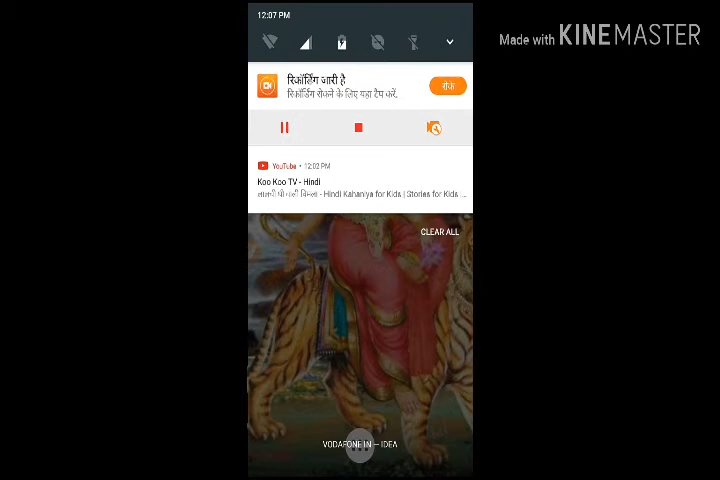 12:07 PM
Made with KINEMASTER
रिकॉर्डिंग जारी है
रिकॉर्डिंग रोकने के लिए यहां टैप करें.
रोकें
YouTube • 12:02 PM
Koo Koo TV - Hindi
- Hindi Kahaniya for Kids | Stories for Kids |...
CLEAR ALL
VODAFONE IN — IDEA